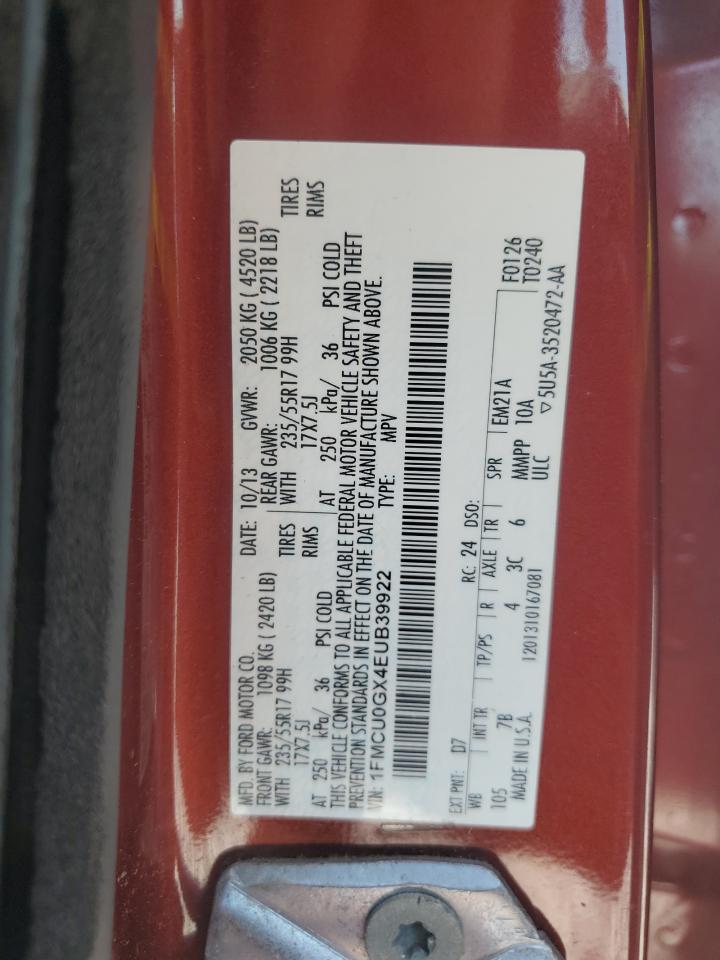 MFD. BY FORD MOTOR CO.
DATE: 10/13 GVWR: 2050 KG ( 4520 LB)
FRONT GAWR: 1098 KG ( 2420 LB) REAR GAWR: 1006 KG ( 2218 LB)
WITH 235/55R17 99H TIRES WITH 235/55R17 99H TIRES
17X7.5J RIMS 17X7.5J RIMS
AT 250 kPa/ 36 PSI COLD AT 250 kPa/ 36 PSI COLD
THIS VEHICLE CONFORMS TO ALL APPLICABLE FEDERAL MOTOR VEHICLE SAFETY AND THEFT
PREVENTION STANDARDS IN EFFECT ON THE DATE OF MANUFACTURE SHOWN ABOVE.
VIN: 1FMCU0GX4EUB39922 TYPE: MPV
EXT PNT: D7 RC: 24 DSO:
WB INT TR TP/PS R AXLE TR SPR EM21A F0126
105 7B 4 3C 6 MMPP 10A T0240
MADE IN U.S.A. 1201310167081 ULC ▽5U5A-3520472-AA